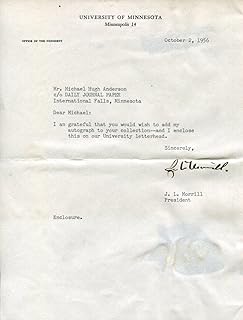 UNIVERSITY OF MINNESOTA
Minneapolis 14
OFFICE OF THE PRESIDENT
October 2, 1956
Mr. Michael Hugh Anderson
c/o DAILY JOURNAL PAPER
International Falls, Minnesota
Dear Michael:
I am grateful that you would wish to add my
autograph to your collection--and I enclose
this on our University letterhead.
Sincerely,
J L Morrill
J. L. Morrill
President
Enclosure.